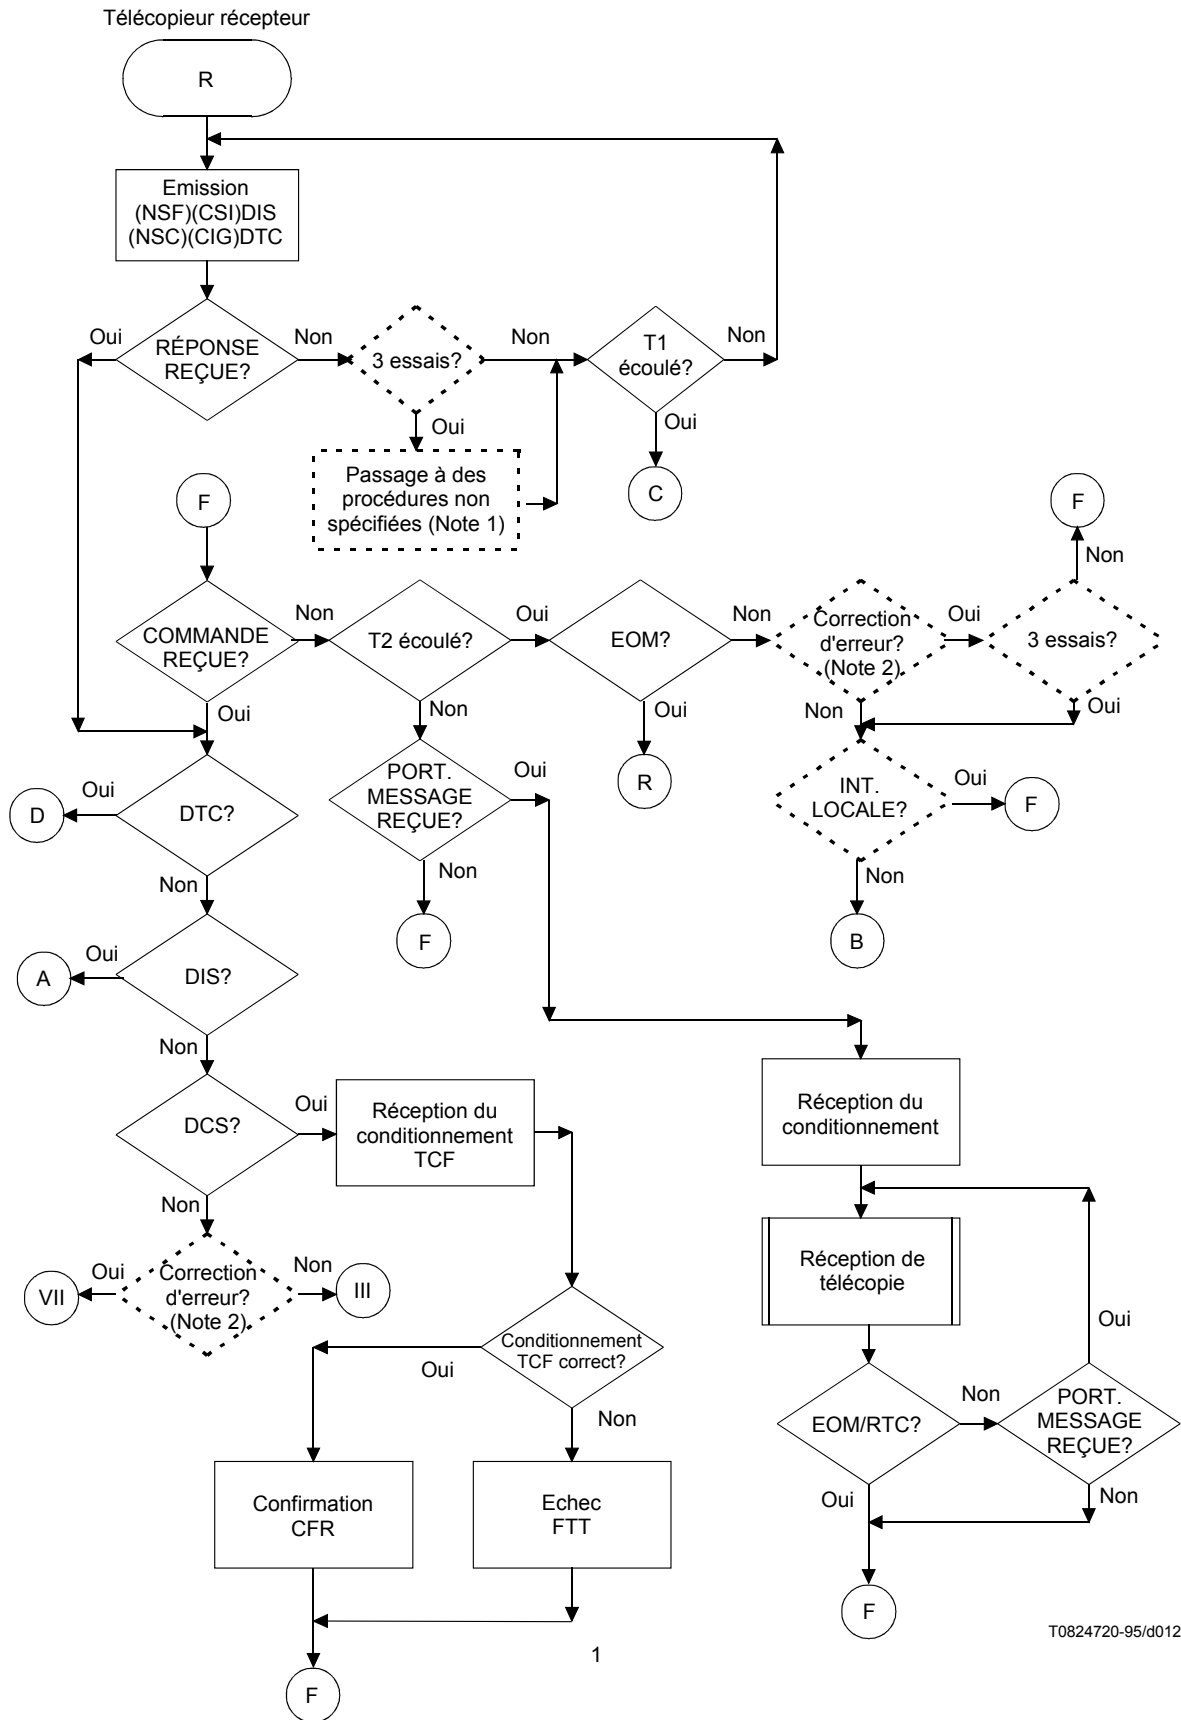 Télécopieur récepteur
R
Emission
(NSF)(CSI)DIS
(NSC)(CIG)DTC
Oui
RÉPONSE
REÇUE?
Non
3 essais?
Non
T1
écoulé?
Non
Oui
Oui
Passage à des
procédures non
spécifiées (Note 1)
C
F
F
Non
COMMANDE
REÇUE?
Non
T2 écoulé?
Oui
EOM?
Non
Correction
d'erreur?
(Note 2)
Oui
3 essais?
Oui
Non
Oui
Non
Oui
R
Oui
D
DTC?
PORT.
MESSAGE
REÇUE?
Oui
INT.
LOCALE?
Oui
F
Non
Non
Non
F
B
Oui
A
DIS?
Non
DCS?
Oui
Réception du
conditionnement
TCF
Réception du
conditionnement
Non
Oui
VII
Correction
d'erreur?
(Note 2)
Non
III
Réception de
télécopie
Oui
Conditionnement
TCF correct?
Oui
Non
EOM/RTC?
Non
PORT.
MESSAGE
REÇUE?
Oui
Non
Confirmation
CFR
Echec
FTT
F
T0824720-95/d012
1
F